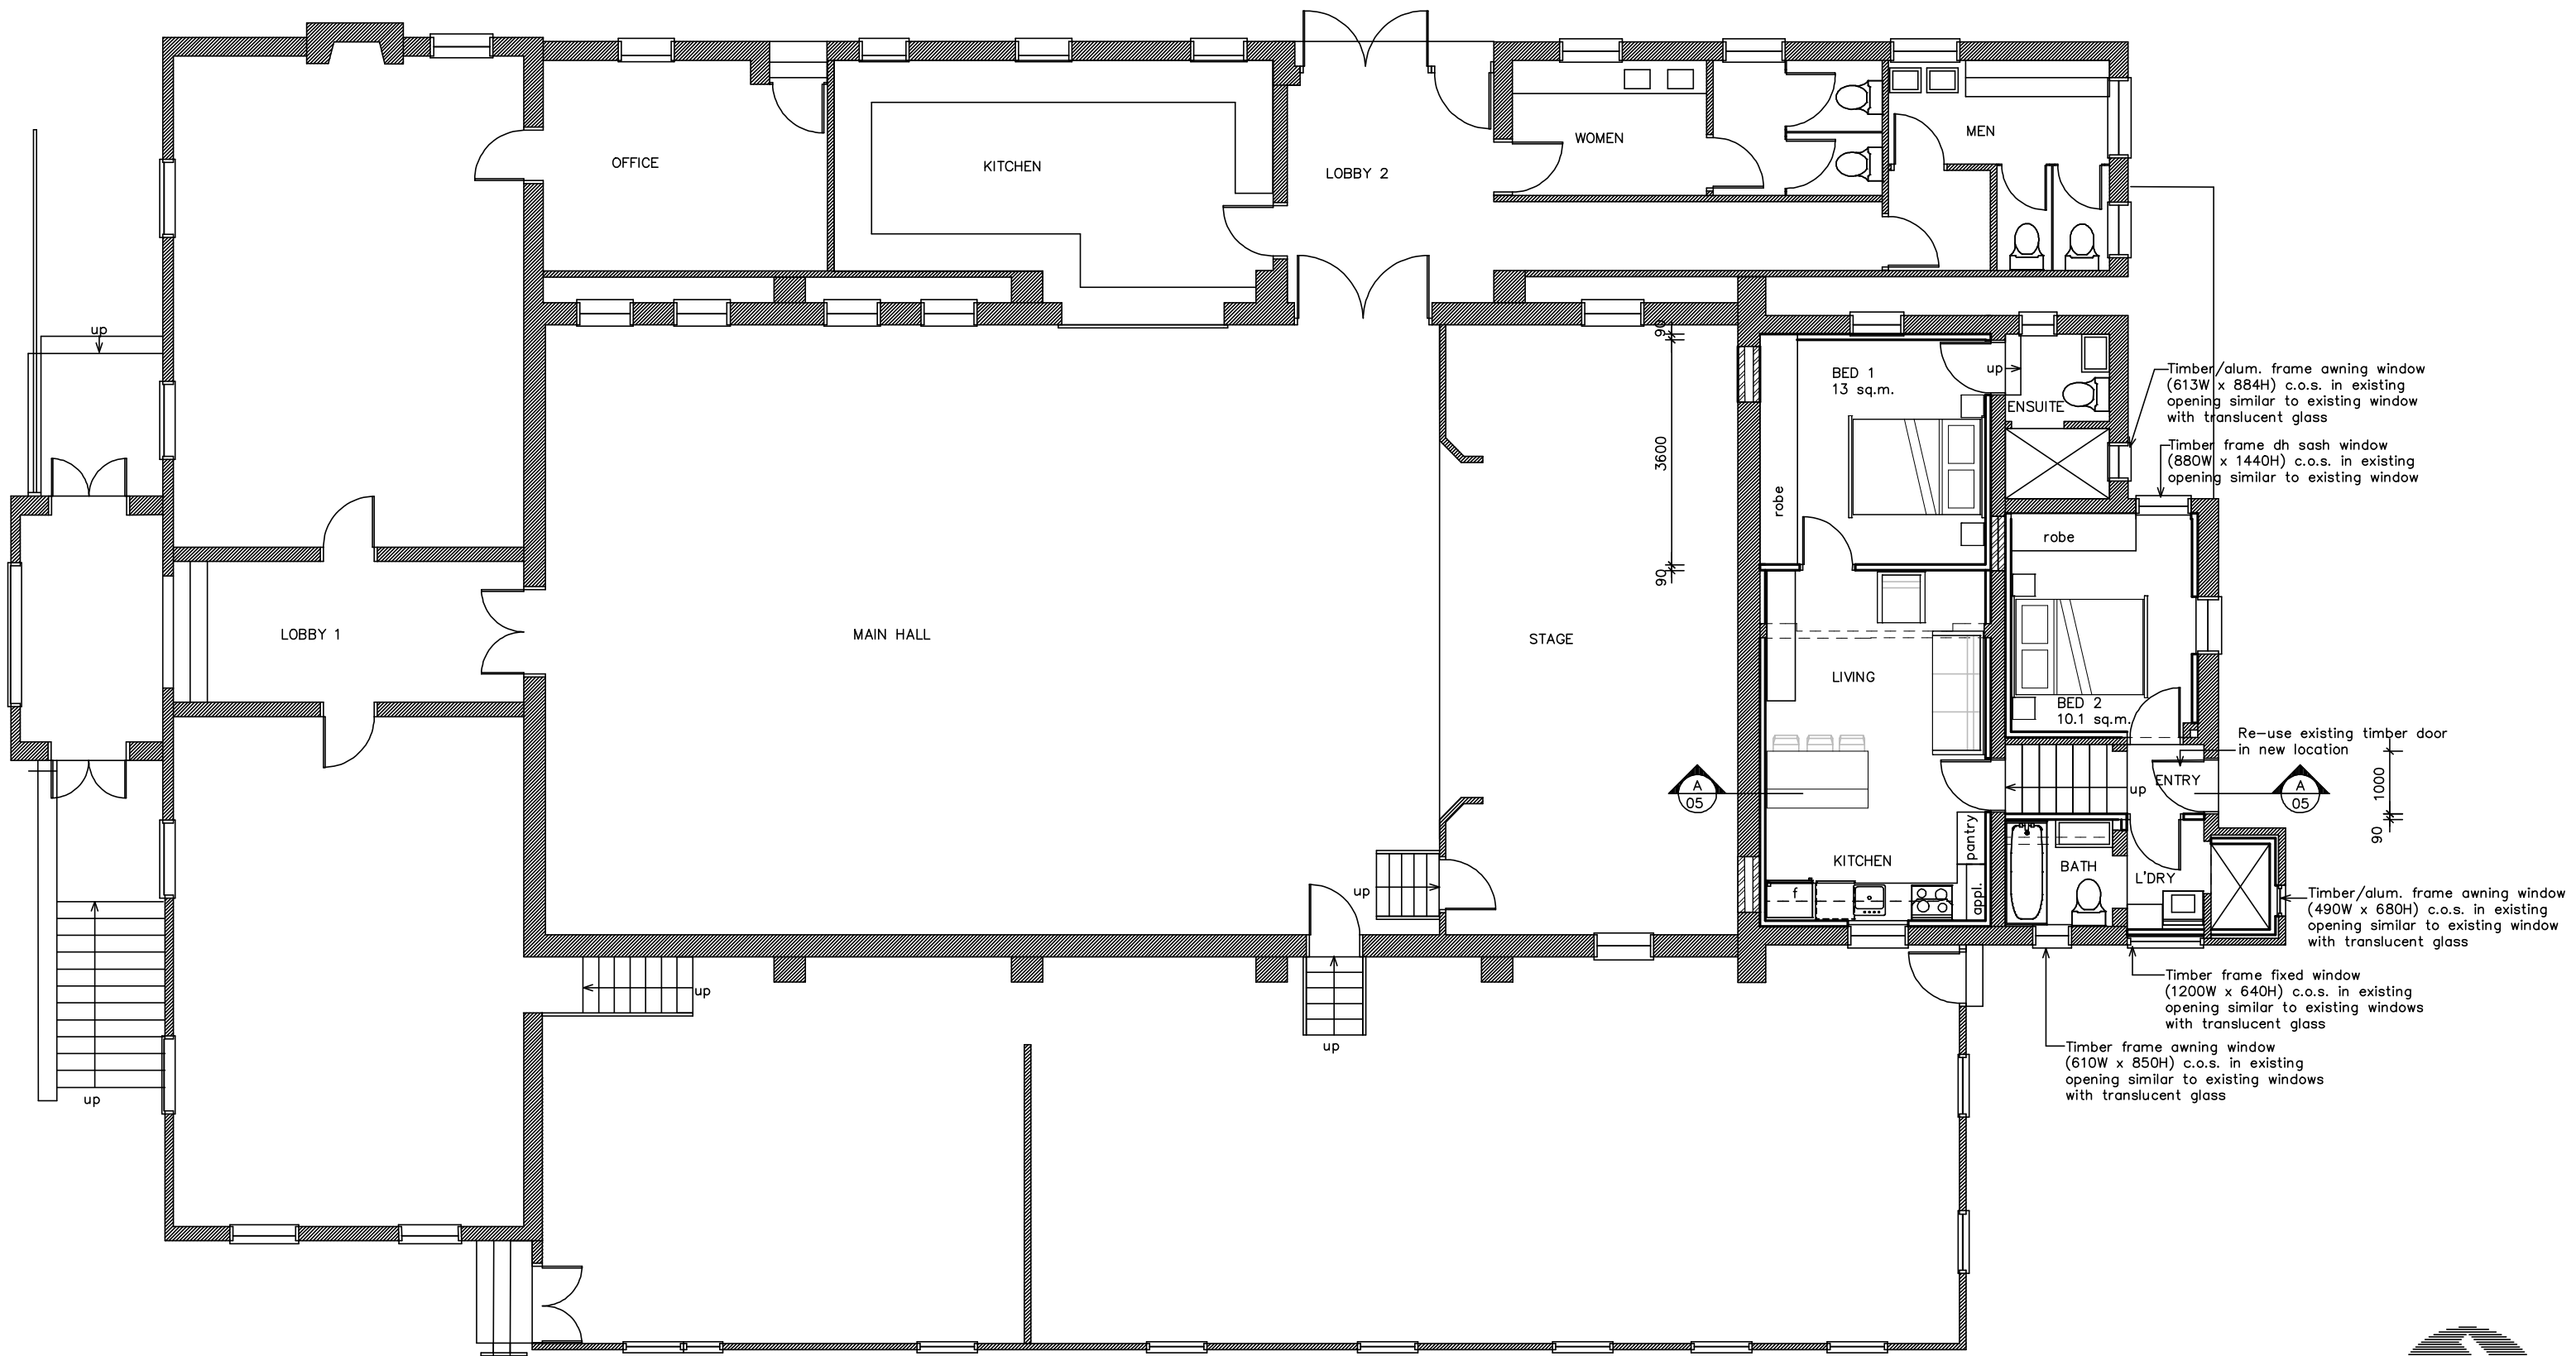 OFFICE
KITCHEN
LOBBY 2
WOMEN
MEN
up
90
3600
90
BED 1
13 sq.m.
robe
up
ENSUITE
Timber/alum. frame awning window
(613W x 884H) c.o.s. in existing
opening similar to existing window
with translucent glass
Timber frame dh sash window
(880W x 1440H) c.o.s. in existing
opening similar to existing window
robe
LOBBY 1
MAIN HALL
STAGE
LIVING
BED 2
10.1 sq.m.
Re-use existing timber door
in new location
ENTRY
up
A
05
A
05
1000
90
KITCHEN
pantry
appl.
f
BATH
L'DRY
up
up
up
up
up
Timber/alum. frame awning window
(490W x 680H) c.o.s. in existing
opening similar to existing window
with translucent glass
Timber frame fixed window
(1200W x 640H) c.o.s. in existing
opening similar to existing windows
with translucent glass
Timber frame awning window
(610W x 850H) c.o.s. in existing
opening similar to existing windows
with translucent glass